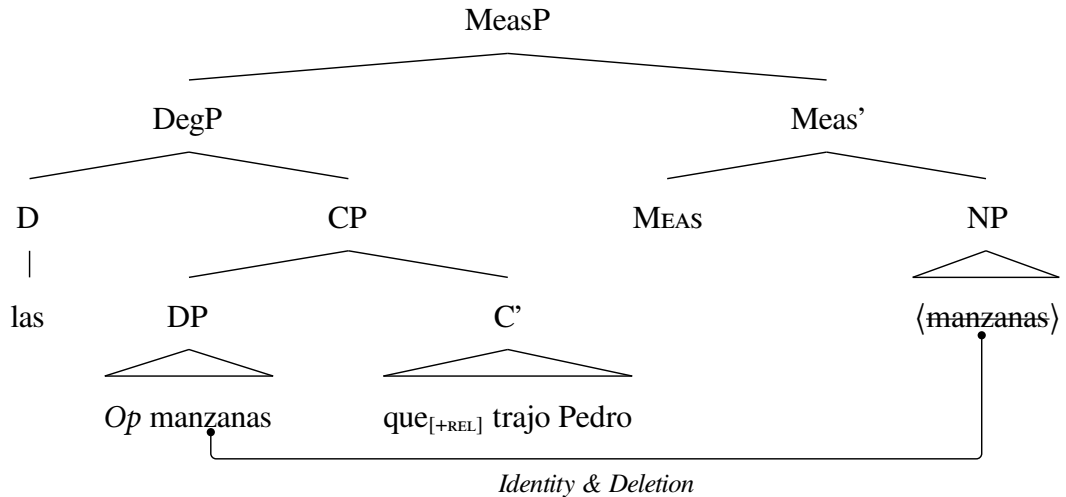 MeasP
DegP Meas’
D CP MEAS NP
las DP C’ ⟨manzanas⟩
Op manzanas que[+REL] trajo Pedro
Identity & Deletion